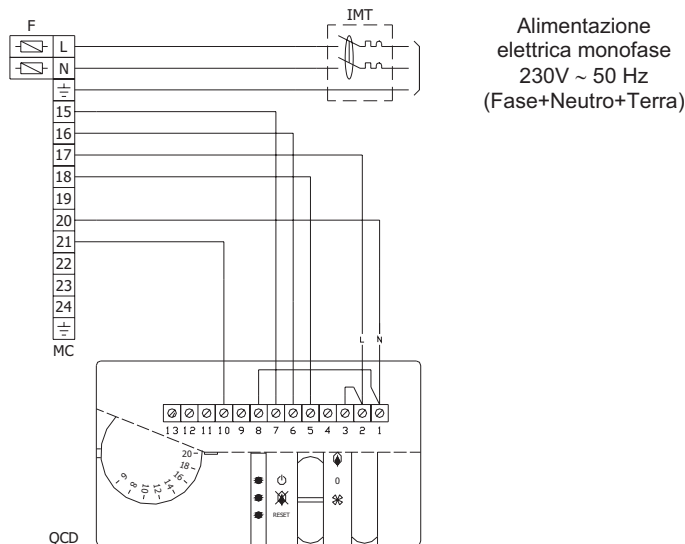 F
IMT
L
N
15
16
17
18
19
20
21
22
23
24
MC
Alimentazione
elettrica monofase
230V ~ 50 Hz
(Fase+Neutro+Terra)
L N
13 12 11 10 9 8 7 6 5 4 3 2 1
20
18
16
14
12
10
8
6
0
RESET
QCD